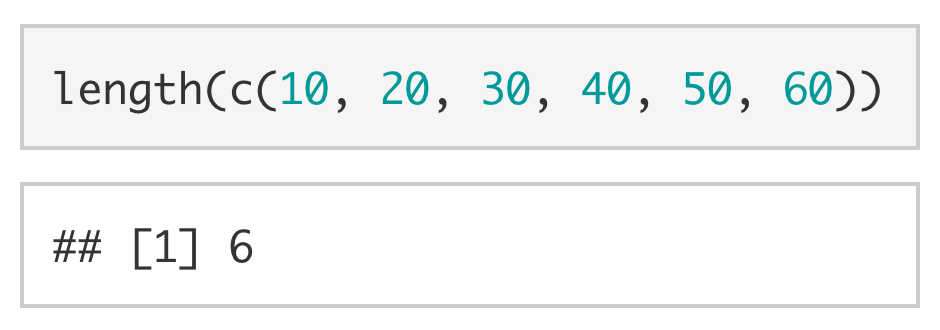 length(c(10, 20, 30, 40, 50, 60))
## [1] 6